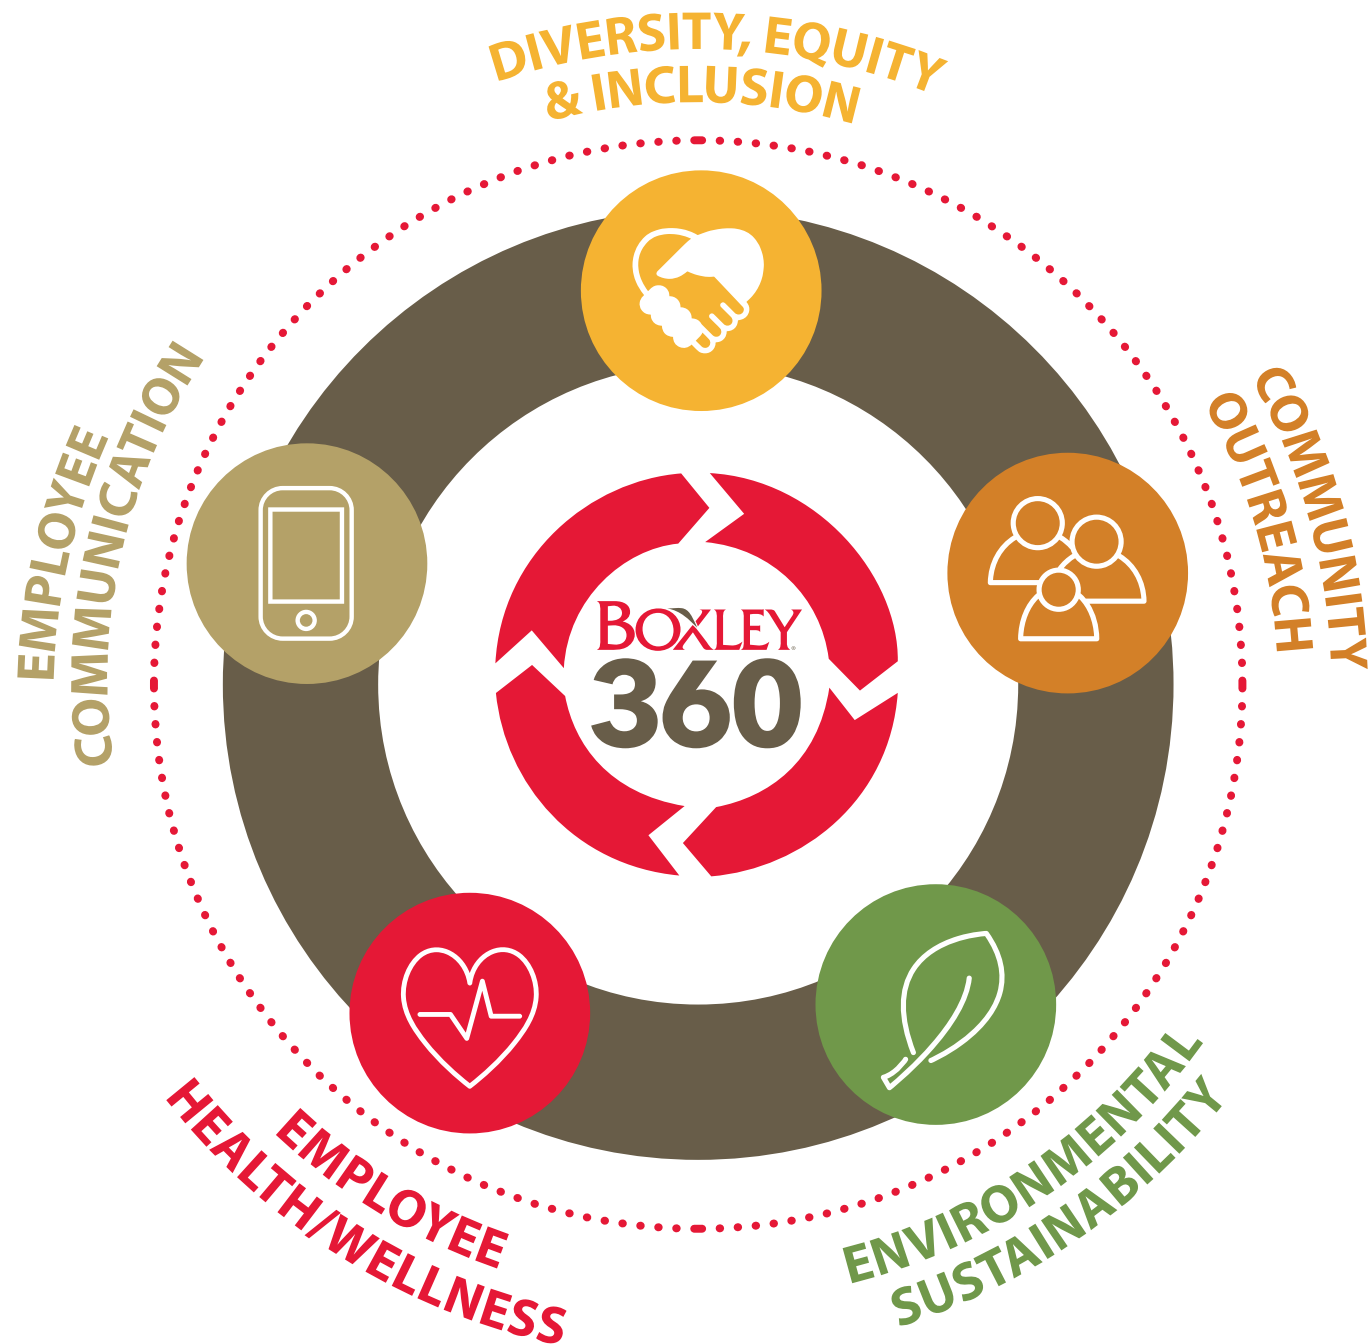 DIVERSITY, EQUITY
& INCLUSION
COMMUNITY
OUTREACH
ENVIRONMENTAL
SUSTAINABILITY
EMPLOYEE
HEALTH/WELLNESS
EMPLOYEE
COMMUNICATION
BOXLEY
360